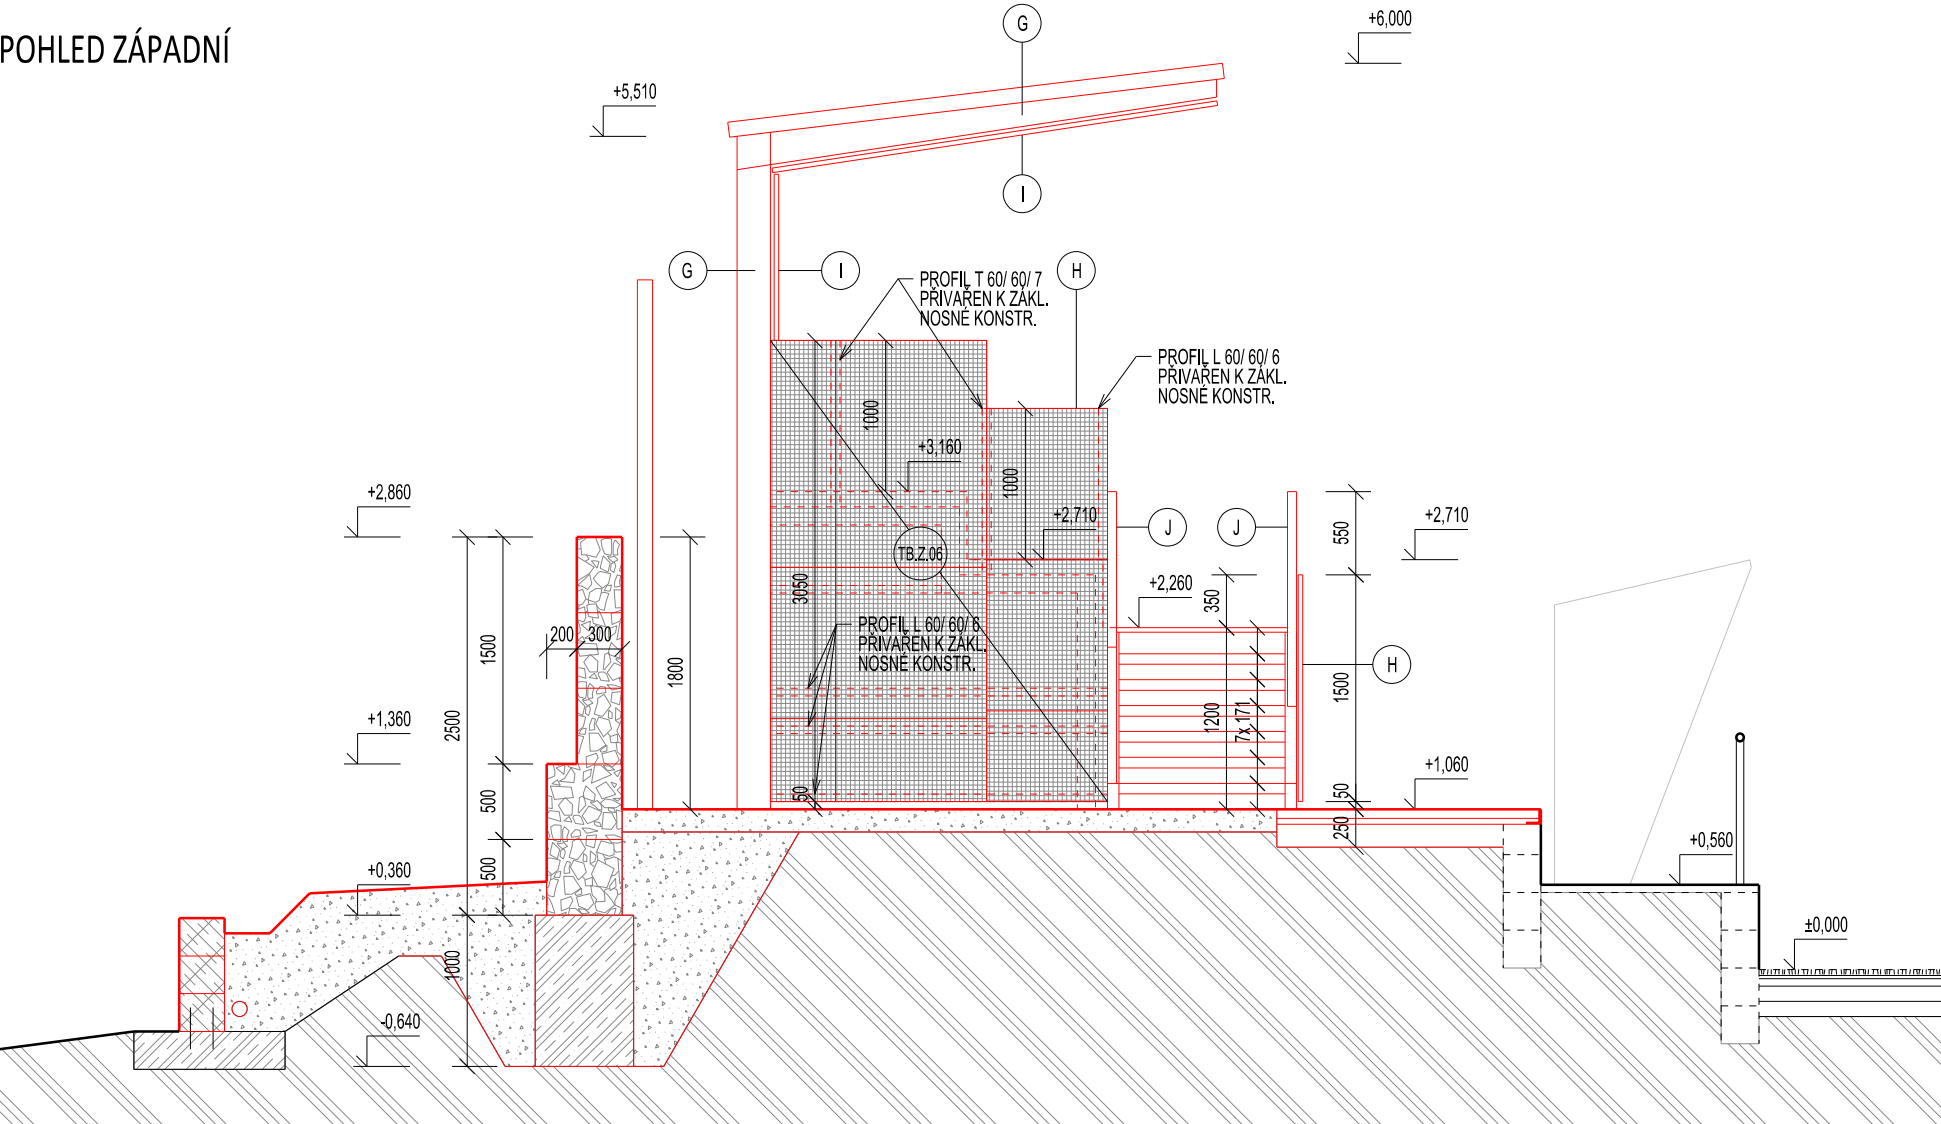 POHLED ZÁPADNÍ
G
+6,000
+5,510
I
G
I
H
PROFIL T 60/ 60/ 7
PŘIVAŘEN K ZÁKL.
NOSNÉ KONSTR.
PROFIL L 60/ 60/ 6
PŘIVAŘEN K ZÁKL.
NOSNÉ KONSTR.
1000
+3,160
1000
+2,860
+2,710
J
J
550
+2,710
TB.Z.06
3050
+2,260
350
200
300
PROFIL L 60/ 60/ 6
PŘIVAŘEN K ZÁKL.
NOSNÉ KONSTR.
1500
1800
H
1500
2500
+1,360
1200
7x 171
+1,060
500
50
50
250
+0,560
+0,360
500
±0,000
1000
-0,640